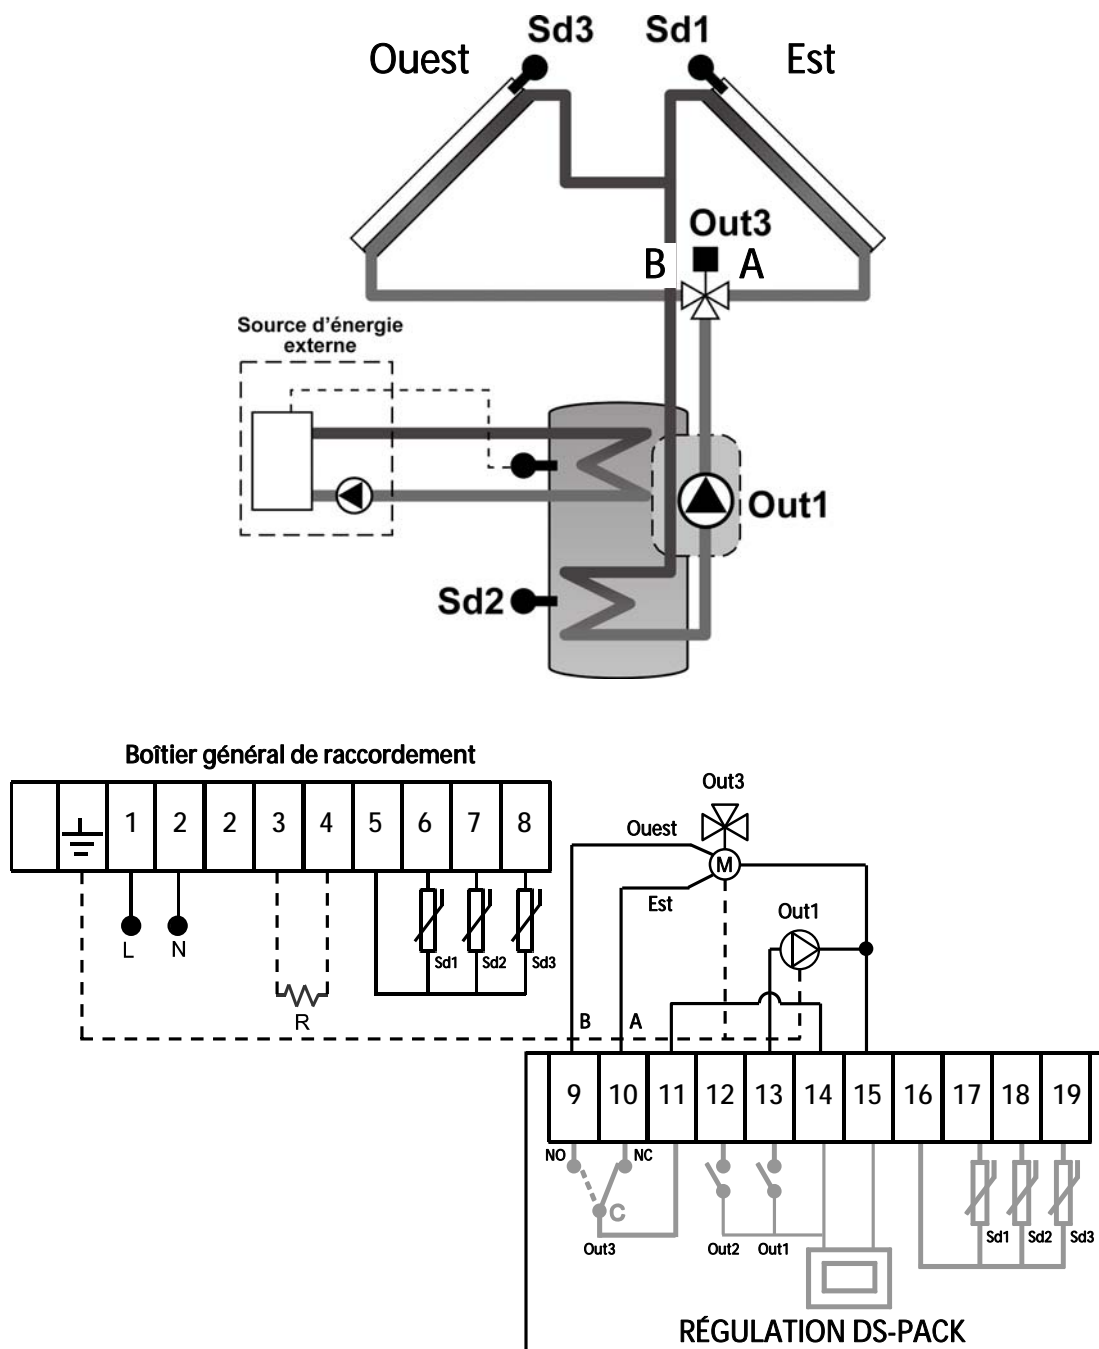 Sd3 Sd1
Ouest Est
Out3
B A
Source d'énergie
externe
Out1
Sd2
Boîtier général de raccordement
1 2 2 3 4 5 6 7 8
L N
R
Sd1 Sd2 Sd3
Out3
Ouest
M
Est
Out1
B A
9 10 11 12 13 14 15 16 17 18 19
NO NC
C
Out3 Out2 Out1
Sd1 Sd2 Sd3
RÉGULATION DS-PACK